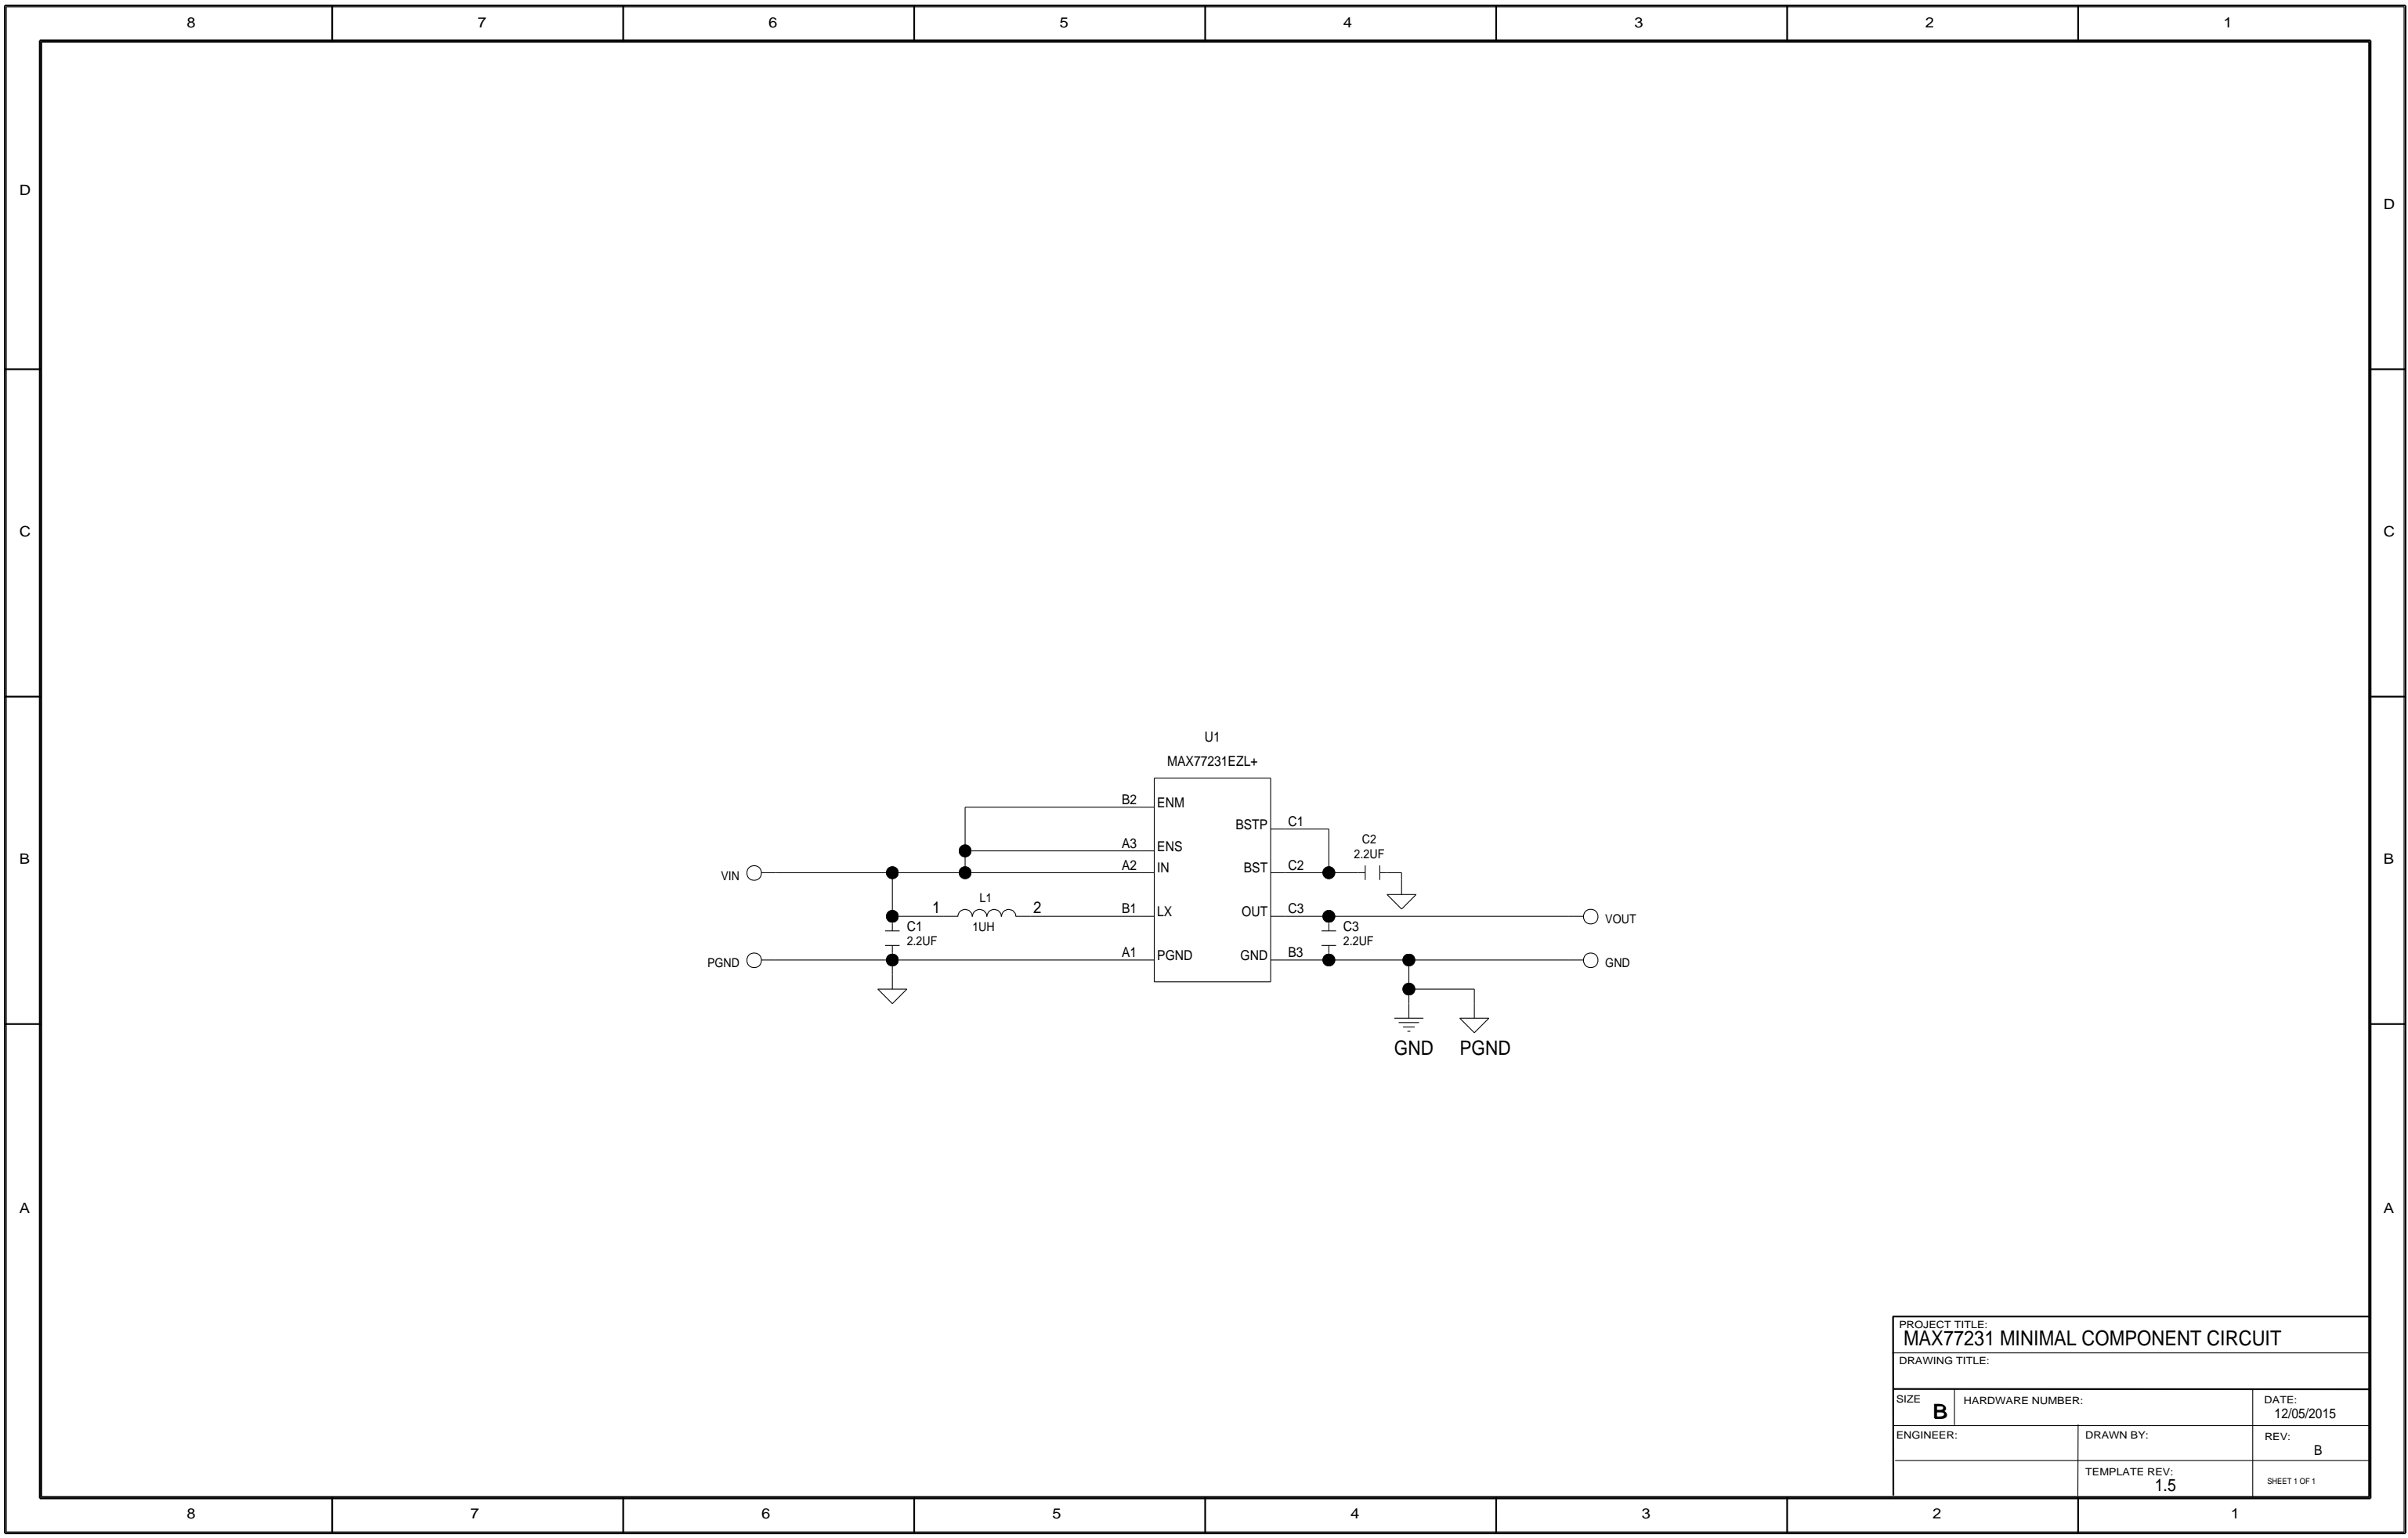 8 7 6 5 4 3 2 1
D D
C C
B B
A A
U1
MAX77231EZL+
B2 ENM
BSTP C1
A3 ENS
C2
2.2UF
A2 IN
BST C2
VIN
1 L1 2
1UH
B1 LX
OUT C3
VOUT
C1
2.2UF
C3
2.2UF
PGND
A1 PGND
GND B3
GND
GND PGND
PROJECT TITLE:
MAX77231 MINIMAL COMPONENT CIRCUIT
DRAWING TITLE:
SIZE B HARDWARE NUMBER: DATE:
12/05/2015
ENGINEER: DRAWN BY: REV:
B
TEMPLATE REV:
1.5
SHEET 1 OF 1
8 7 6 5 4 3 2 1